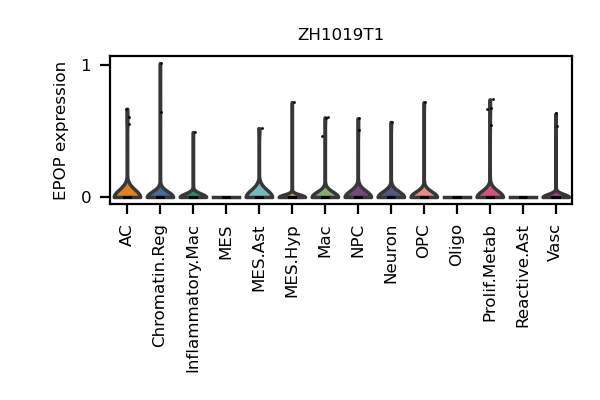 ZH1019T1
EPOP expression
1
0
AC
Chromatin.Reg
Inflammatory.Mac
MES
MES.Ast
MES.Hyp
Mac
NPC
Neuron
OPC
Oligo
Prolif.Metab
Reactive.Ast
Vasc